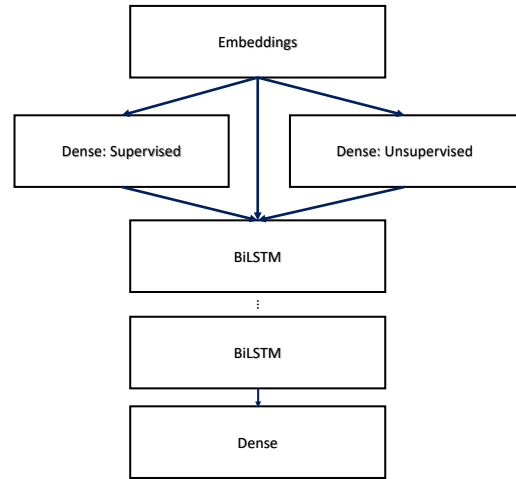 Embeddings
Dense: Supervised
Dense: Unsupervised
BiLSTM
...
BiLSTM
Dense